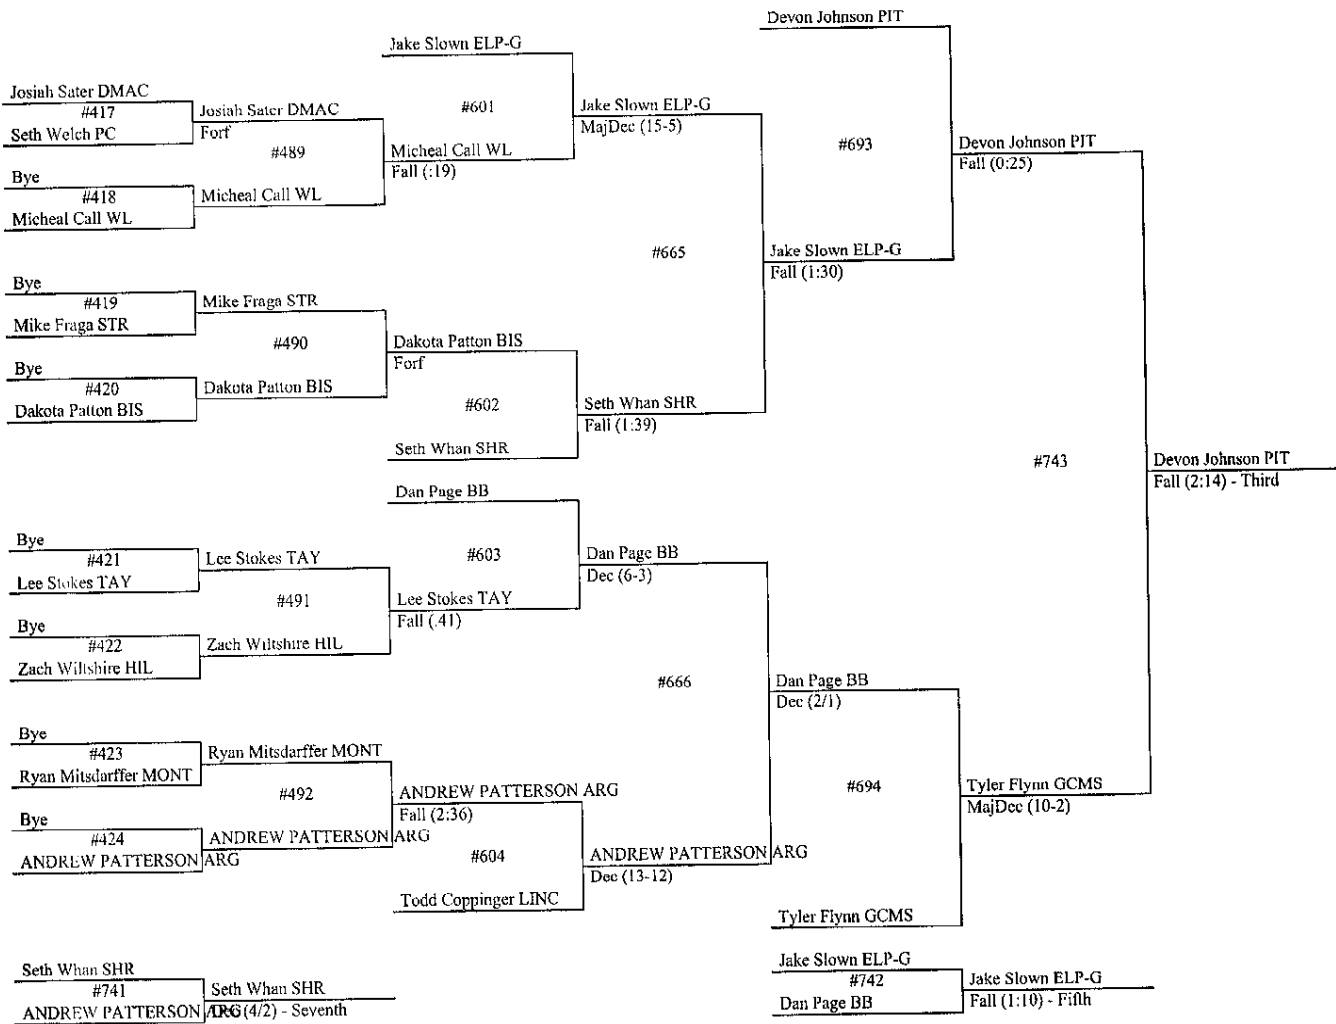 Devon Johnson PIT
Jake Slown ELP-G
Josiah Sater DMAC
#417
Seth Welch PC
Josiah Sater DMAC
Forf
#601
Jake Slown ELP-G
MajDec (15-5)
#489
Micheal Call WL
Fall (:19)
#693
Devon Johnson PIT
Fall (0:25)
Bye
#418
Micheal Call WL
Micheal Call WL
#665
Jake Slown ELP-G
Fall (1:30)
Bye
#419
Mike Fraga STR
Mike Fraga STR
#490
Dakota Patton BIS
Forf
Bye
#420
Dakota Patton BIS
Dakota Patton BIS
#602
Seth Whan SHR
Fall (1:39)
Seth Whan SHR
#743
Devon Johnson PIT
Fall (2:14) - Third
Dan Page BB
Bye
#421
Lee Stokes TAY
Lee Stokes TAY
#603
Dan Page BB
Dec (6-3)
#491
Lee Stokes TAY
Fall (.41)
Bye
#422
Zach Wiltshire HIL
Zach Wiltshire HIL
#666
Dan Page BB
Dec (2/1)
Bye
#423
Ryan Mitsdarffer MONT
Ryan Mitsdarffer MONT
#492
ANDREW PATTERSON ARG
Fall (2:36)
#694
Tyler Flynn GCMS
MajDec (10-2)
Bye
#424
ANDREW PATTERSON ARG
ANDREW PATTERSON ARG
#604
ANDREW PATTERSON ARG
Dec (13-12)
Todd Coppinger LINC
Tyler Flynn GCMS
Seth Whan SHR
#741
ANDREW PATTERSON
Seth Whan SHR
(4/2) - Seventh
Jake Slown ELP-G
#742
Dan Page BB
Jake Slown ELP-G
Fall (1:10) - Fifth